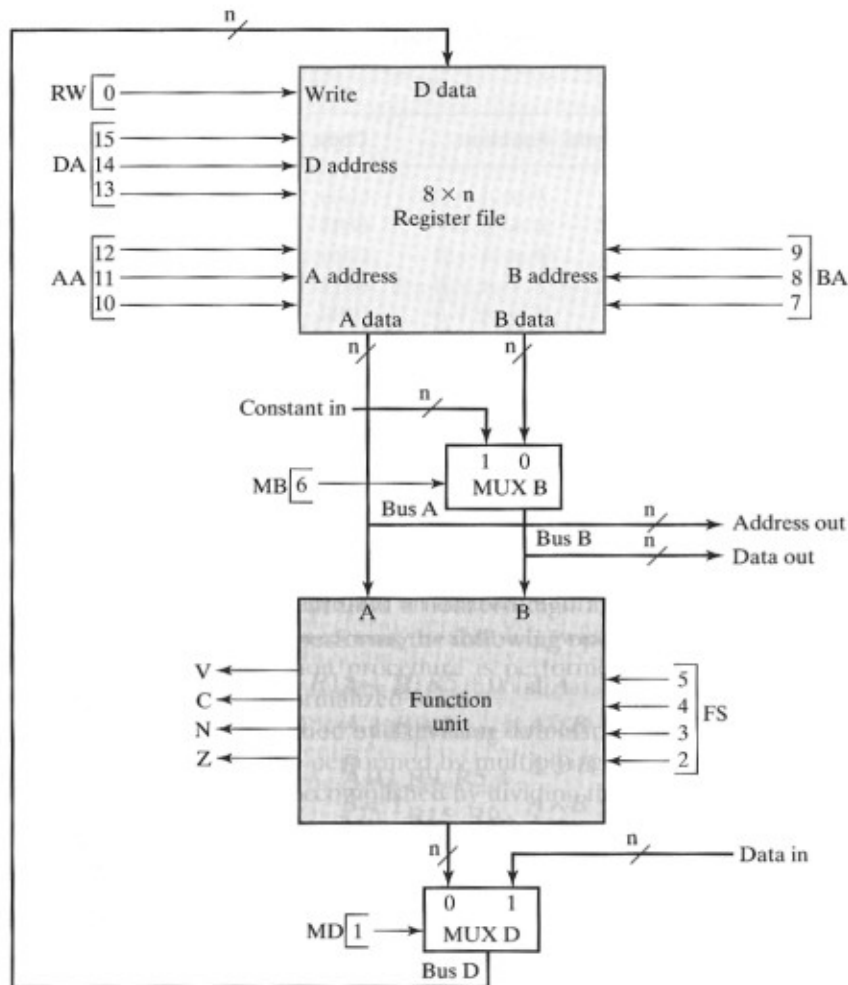 n
RW 0 Write D data
15
DA 14 D address
13
8 × n
Register file
12 9
AA 11 A address B address 8 BA
10 7
A data B data
n n
Constant in n
1 0
MB 6 MUX B
Bus A n Address out
Bus B n Data out
A B
V 5
C Function 4 FS
N unit 3
Z 2
n n Data in
0 1
MD 1 MUX D
Bus D